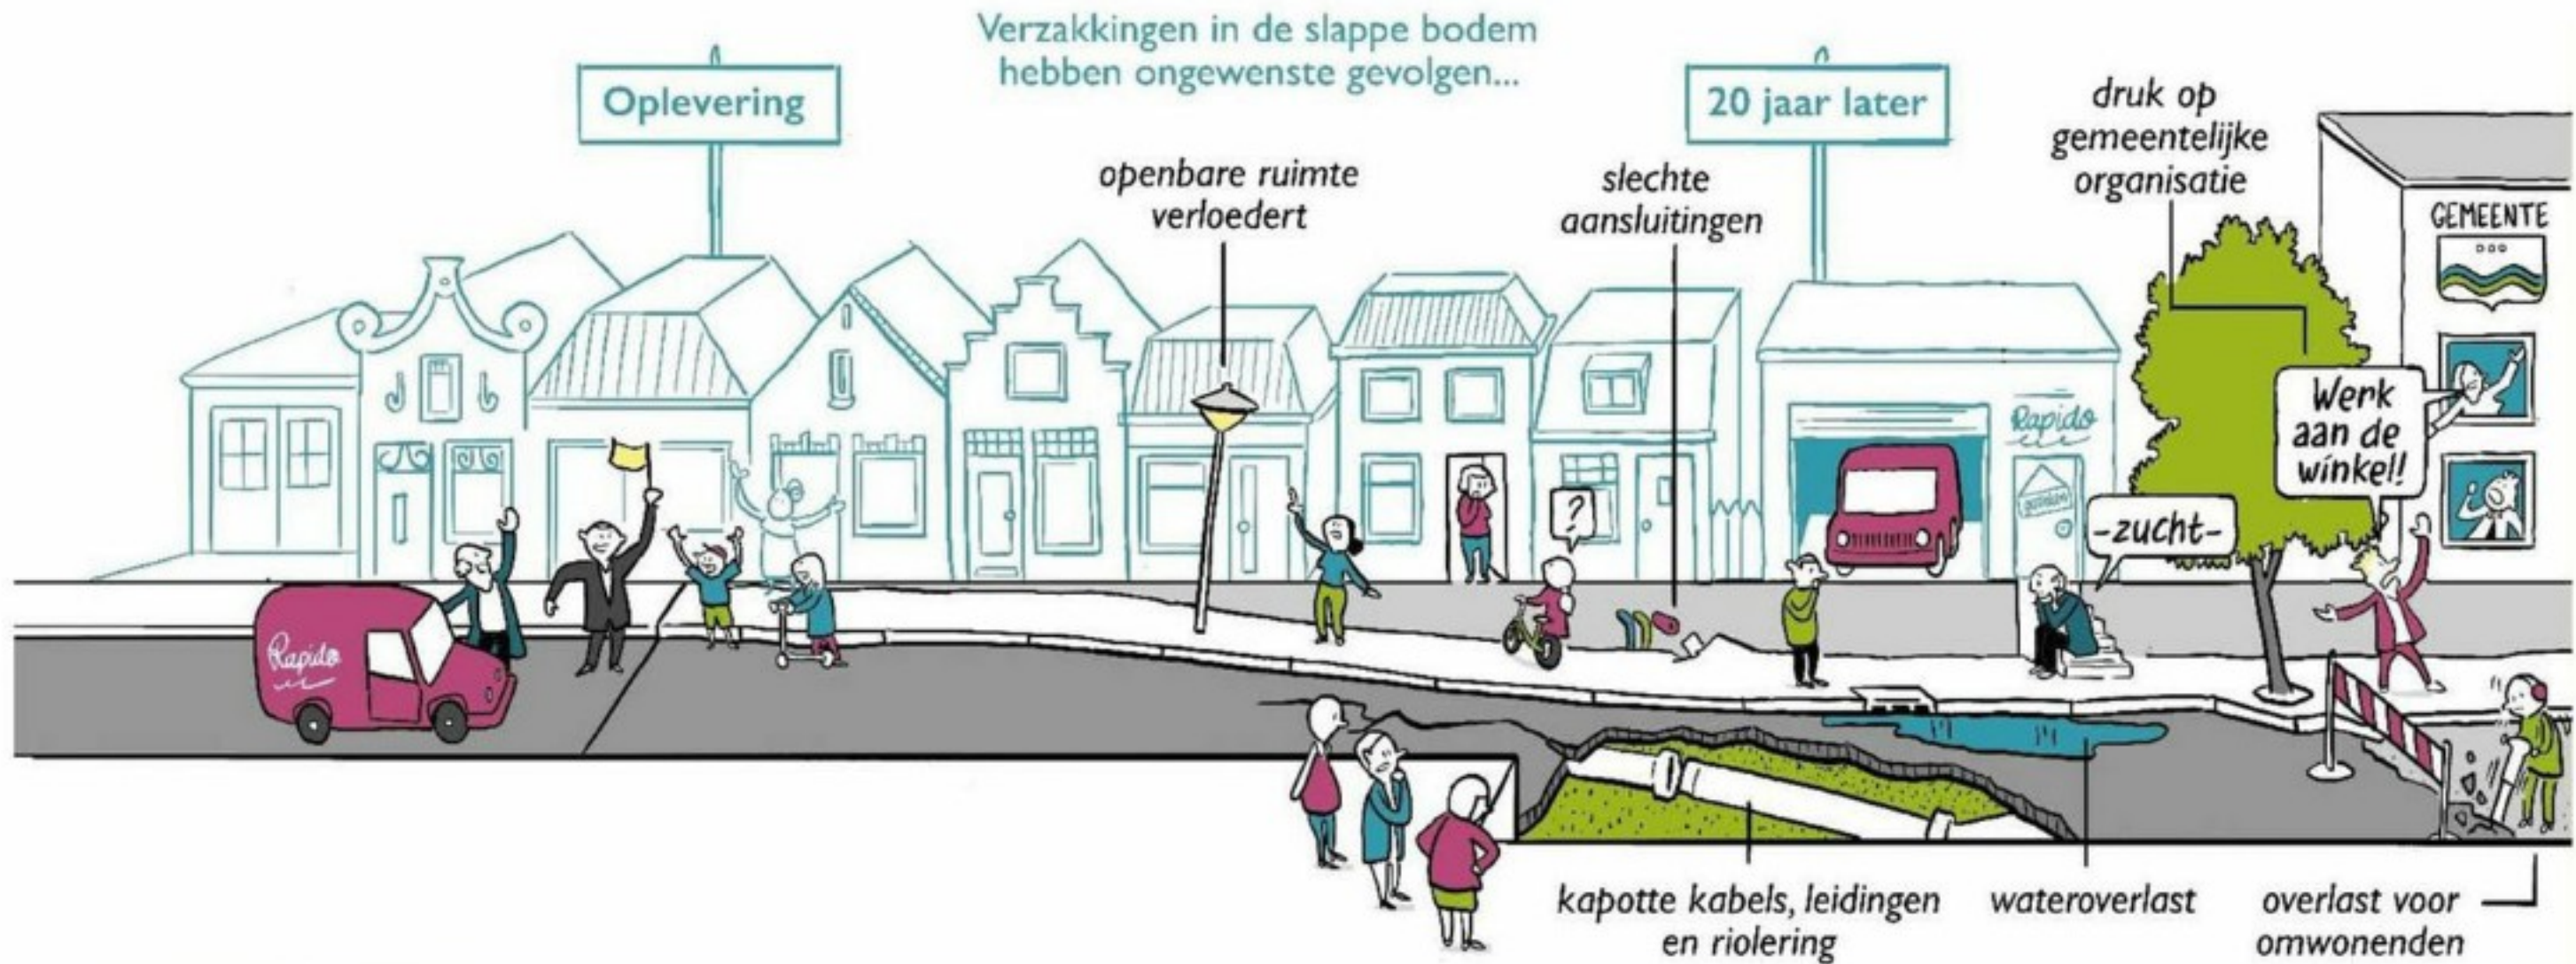 Verzakkingen in de slappe bodem
hebben ongewenste gevolgen...
Oplevering
20 jaar later
druk op
gemeentelijke
organisatie
openbare ruimte
verloedert
slechte
aansluitingen
GEMEENTE
Werk
aan de
winkel!
Rapido
?
-zucht-
Rapido
kapotte kabels, leidingen
en riolering
wateroverlast
overlast voor
omwonenden